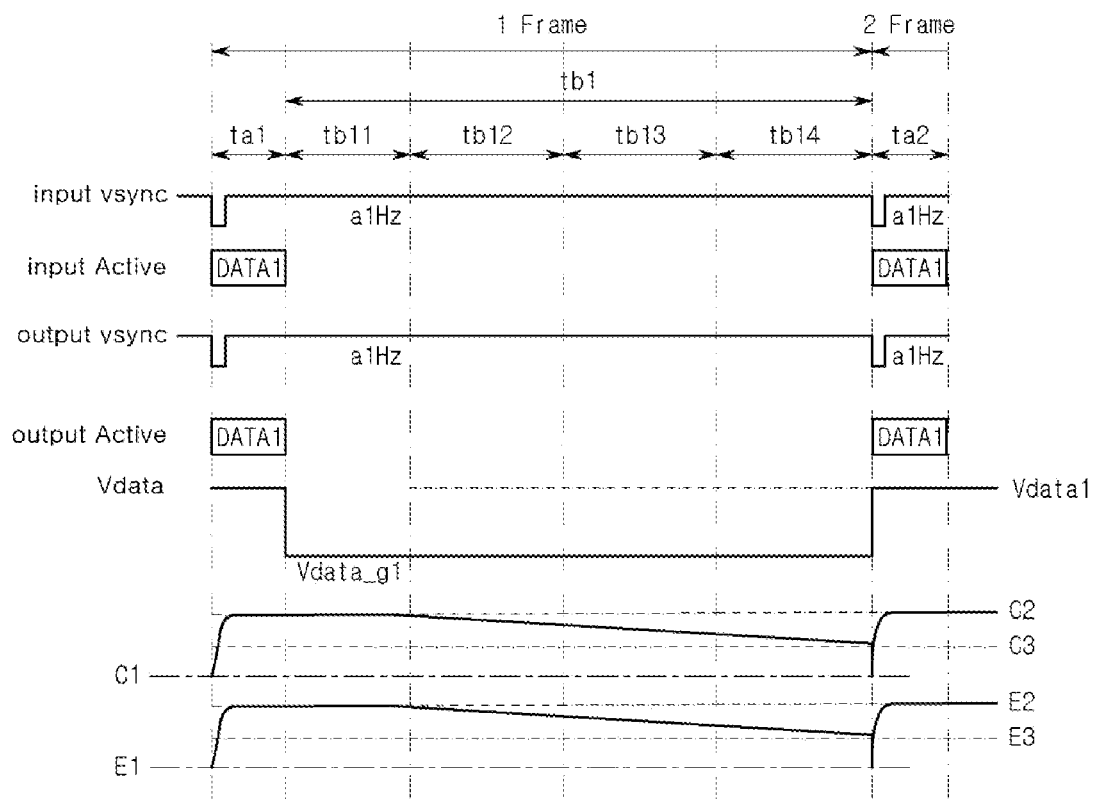 1 Frame 2 Frame
tb1
ta1 tb11 tb12 tb13 tb14 ta2
input vsync a1Hz a1Hz
input Active DATA1 DATA1
output vsync a1Hz a1Hz
output Active DATA1 DATA1
Vdata Vdata1
Vdata_g1
C2
C3
C1
E2
E3
E1